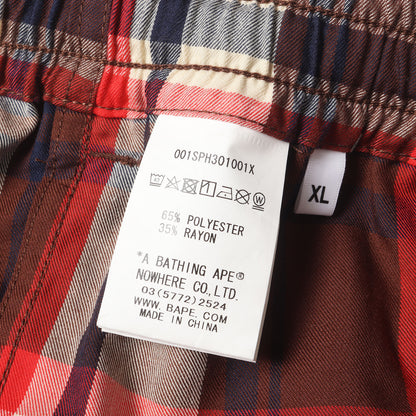 001SPH301001X
65% POLYESTER
35% RAYON
*A BATHING APE®
NOWHERE CO,.LTD.
03(5772)2524
WWW.BAPE.COM
MADE IN CHINA
XL